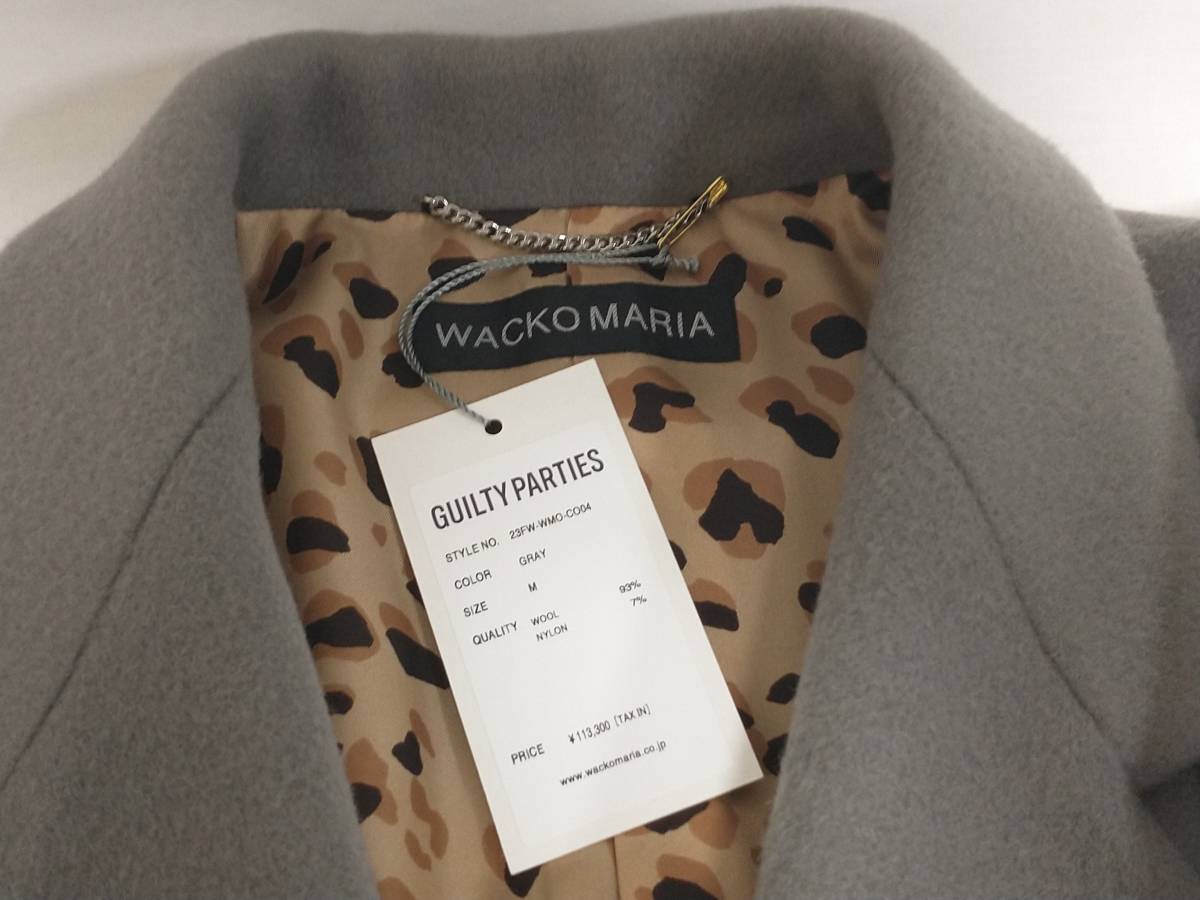 WACKO MARIA
GUILTY PARTIES
STYLE NO. 23FW-WMO-CO04
COLOR GRAY
SIZE M
QUALITY WOOL 93%
NYLON 7%
PRICE ¥113,300 [TAX IN]
www.wackomaria.co.jp